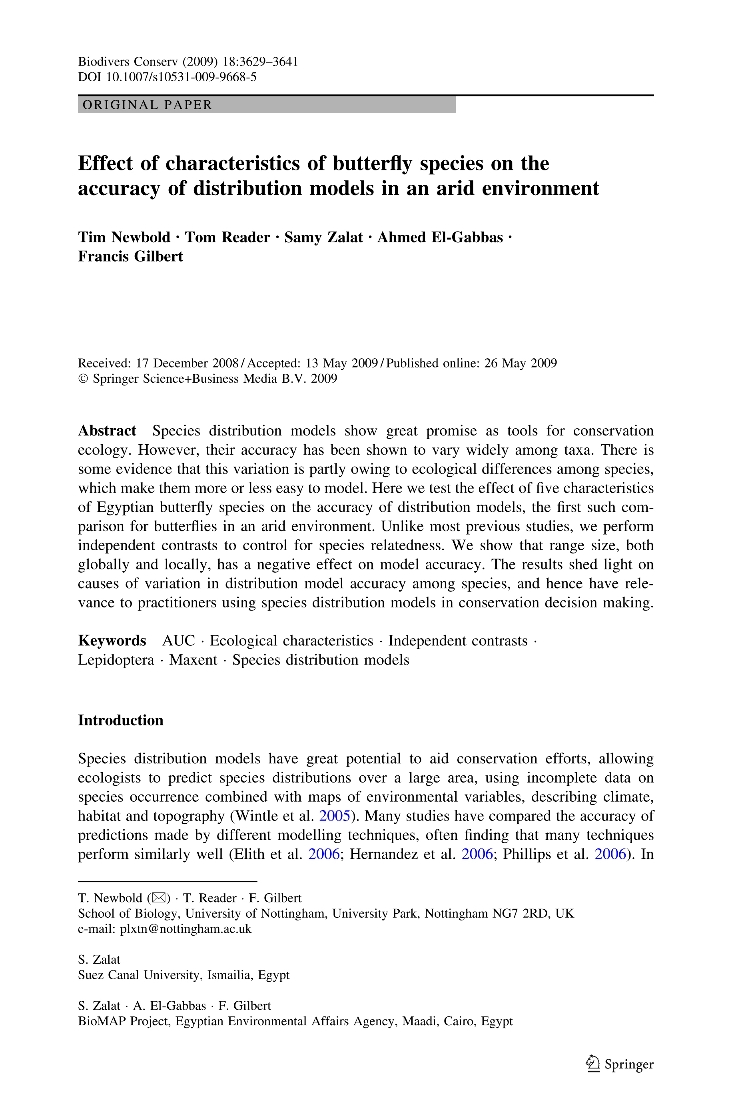 Biodivers Conserv (2009) 18:3629–3641
DOI 10.1007/s10531-009-9668-5
ORIGINAL PAPER
Effect of characteristics of butterfly species on the
accuracy of distribution models in an arid environment
Tim Newbold · Tom Reader · Samy Zalat · Ahmed El-Gabbas ·
Francis Gilbert
Received: 17 December 2008 / Accepted: 13 May 2009 / Published online: 26 May 2009
© Springer Science+Business Media B.V. 2009
Abstract Species distribution models show great promise as tools for conservation
ecology. However, their accuracy has been shown to vary widely among taxa. There is
some evidence that this variation is partly owing to ecological differences among species,
which make them more or less easy to model. Here we test the effect of five characteristics
of Egyptian butterfly species on the accuracy of distribution models, the first such com-
parison for butterflies in an arid environment. Unlike most previous studies, we perform
independent contrasts to control for species relatedness. We show that range size, both
globally and locally, has a negative effect on model accuracy. The results shed light on
causes of variation in distribution model accuracy among species, and hence have rele-
vance to practitioners using species distribution models in conservation decision making.
Keywords AUC · Ecological characteristics · Independent contrasts ·
Lepidoptera · Maxent · Species distribution models
Introduction
Species distribution models have great potential to aid conservation efforts, allowing
ecologists to predict species distributions over a large area, using incomplete data on
species occurrence combined with maps of environmental variables, describing climate,
habitat and topography (Wintle et al. 2005). Many studies have compared the accuracy of
predictions made by different modelling techniques, often finding that many techniques
perform similarly well (Elith et al. 2006; Hernandez et al. 2006; Phillips et al. 2006). In
T. Newbold (✉) · T. Reader · F. Gilbert
School of Biology, University of Nottingham, University Park, Nottingham NG7 2RD, UK
e-mail: plxtn@nottingham.ac.uk
S. Zalat
Suez Canal University, Ismailia, Egypt
S. Zalat · A. El-Gabbas · F. Gilbert
BioMAP Project, Egyptian Environmental Affairs Agency, Maadi, Cairo, Egypt
Springer